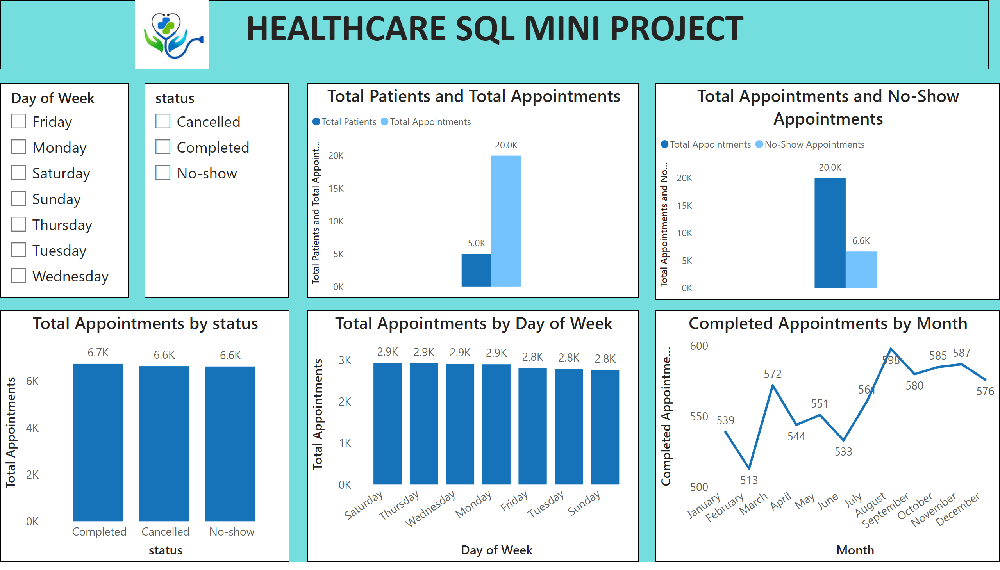 HEALTHCARE SQL MINI PROJECT
Day of Week
Friday
Monday
Saturday
Sunday
Thursday
Tuesday
Wednesday
status
Cancelled
Completed
No-show
Total Patients and Total Appointments
Total Patients Total Appointments
Total Patients and Total Appoint...
20K
15K
10K
5K
0K
5.0K
20.0K
Total Appointments and No-Show
Appointments
Total Appointments No-Show Appointments
Total Appointments and No...
20K
15K
10K
5K
0K
20.0K
6.6K
Total Appointments by status
Total Appointments
6K
4K
2K
0K
6.7K
6.6K
6.6K
Completed
Cancelled
No-show
status
Total Appointments by Day of Week
Total Appointments
3K
2K
1K
0K
2.9K
2.9K
2.9K
2.9K
2.8K
2.8K
2.8K
Saturday
Thursday
Wednesday
Monday
Friday
Tuesday
Sunday
Day of Week
Completed Appointments by Month
Completed Appointme...
600
550
500
539
513
572
544
551
533
561
598
580
585
587
576
January
February
March
April
May
June
July
August
September
October
November
December
Month